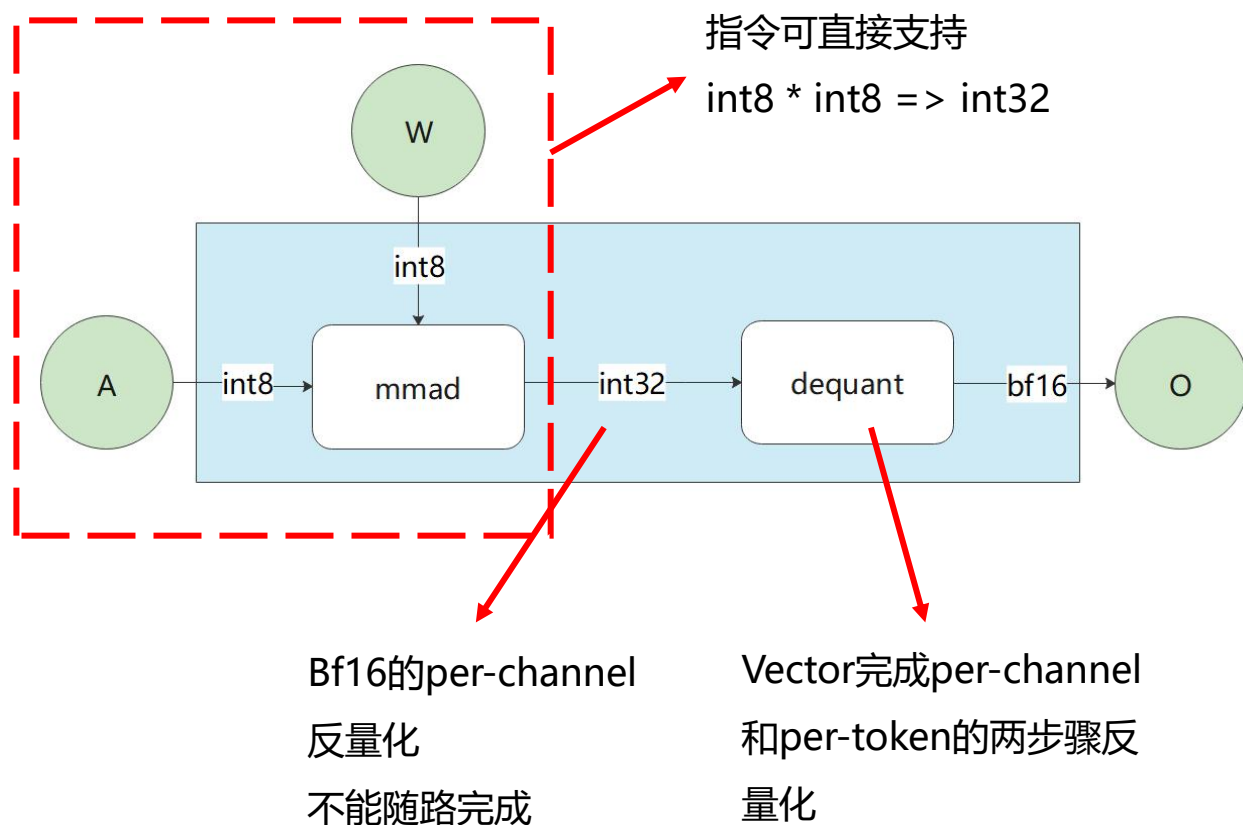 指令可直接支持
int8 * int8 => int32
W
int8
A
int8
mmad
int32
dequant
bf16
O
Bf16的per-channel
反量化
不能随路完成
Vector完成per-channel
和per-token的两步骤反
量化